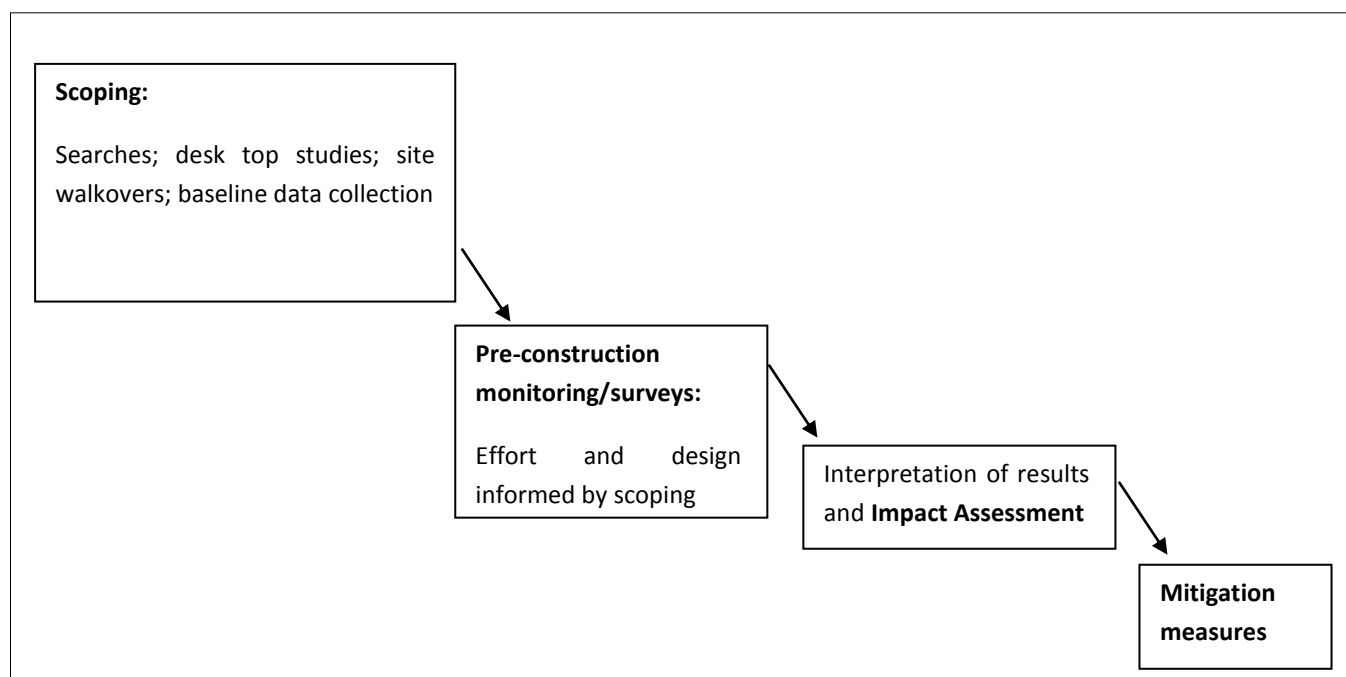 Scoping:
Searches; desk top studies; site
walkovers; baseline data collection
Pre-construction
monitoring/surveys:
Effort and design
informed by scoping
Interpretation of results
and Impact Assessment
Mitigation
measures